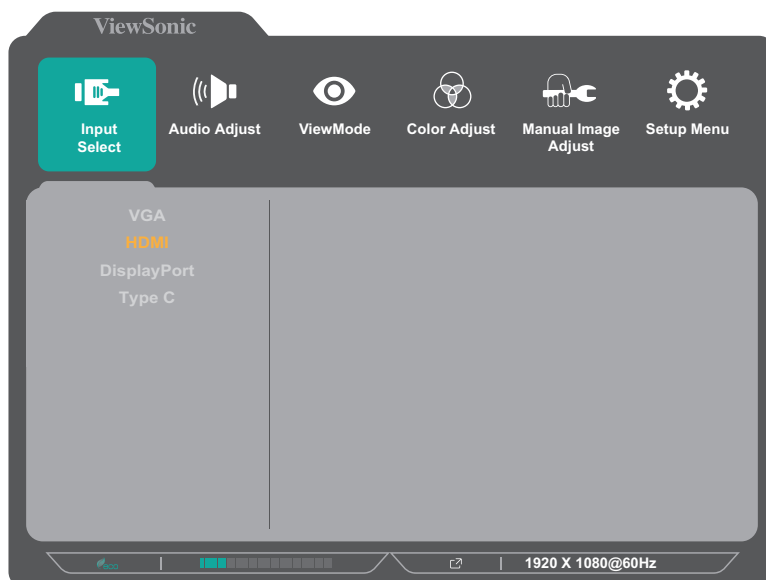 ViewSonic
Input
Select
Audio Adjust
ViewMode
Color Adjust
Manual Image
Adjust
Setup Menu
VGA
HDMI
DisplayPort
Type C
eco
1920 X 1080@60Hz